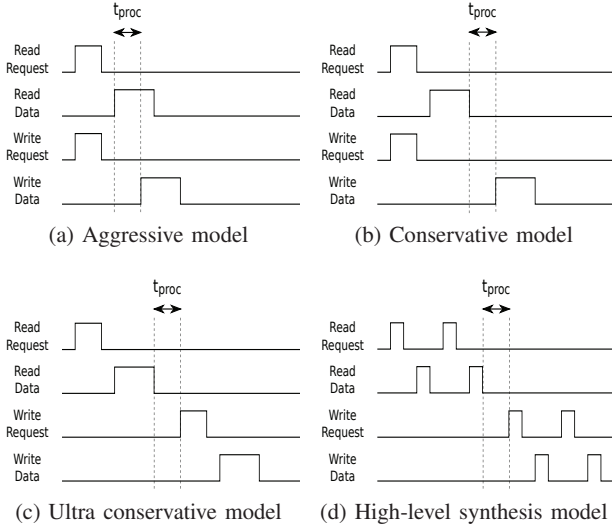 t_proc
Read
Request
Read
Data
Write
Request
Write
Data
(a) Aggressive model
t_proc
Read
Request
Read
Data
Write
Request
Write
Data
(b) Conservative model
t_proc
Read
Request
Read
Data
Write
Request
Write
Data
(c) Ultra conservative model
t_proc
Read
Request
Read
Data
Write
Request
Write
Data
(d) High-level synthesis model